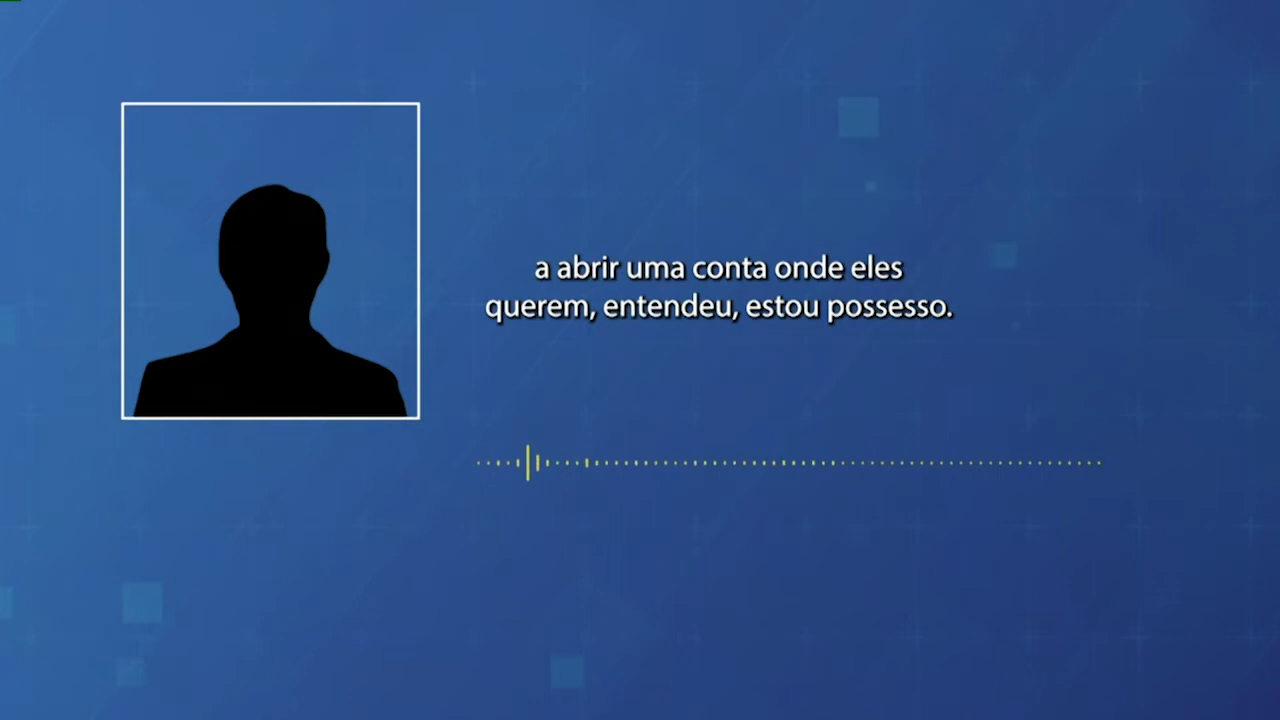 a abrir uma conta onde eles
querem, entendeu, estou possesso.